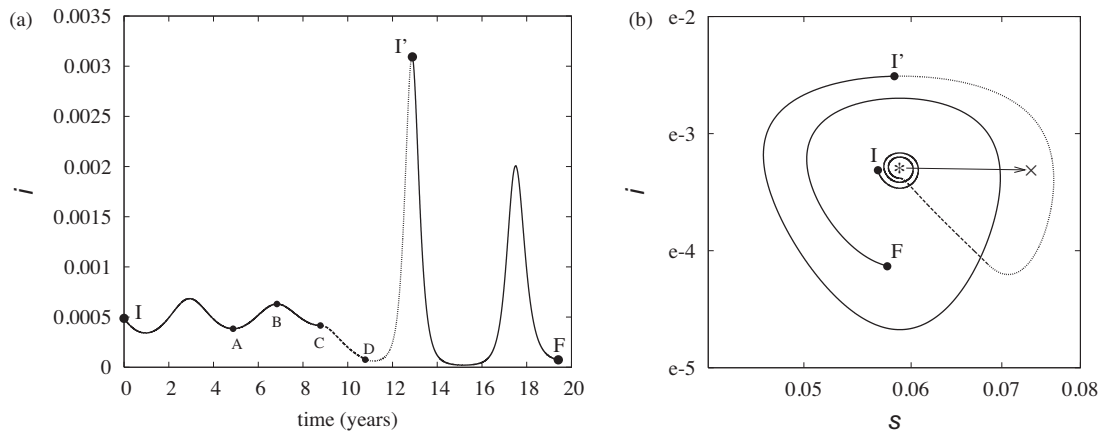 (a)
0.0035
0.003
0.0025
0.002
0.0015
0.001
0.0005
0
i
I
A
B
C
D
I’
F
0 2 4 6 8 10 12 14 16 18 20
time (years)
(b)
e-2
e-3
e-4
e-5
i
I’
I
*
×
F
0.05 0.06 0.07 0.08
s